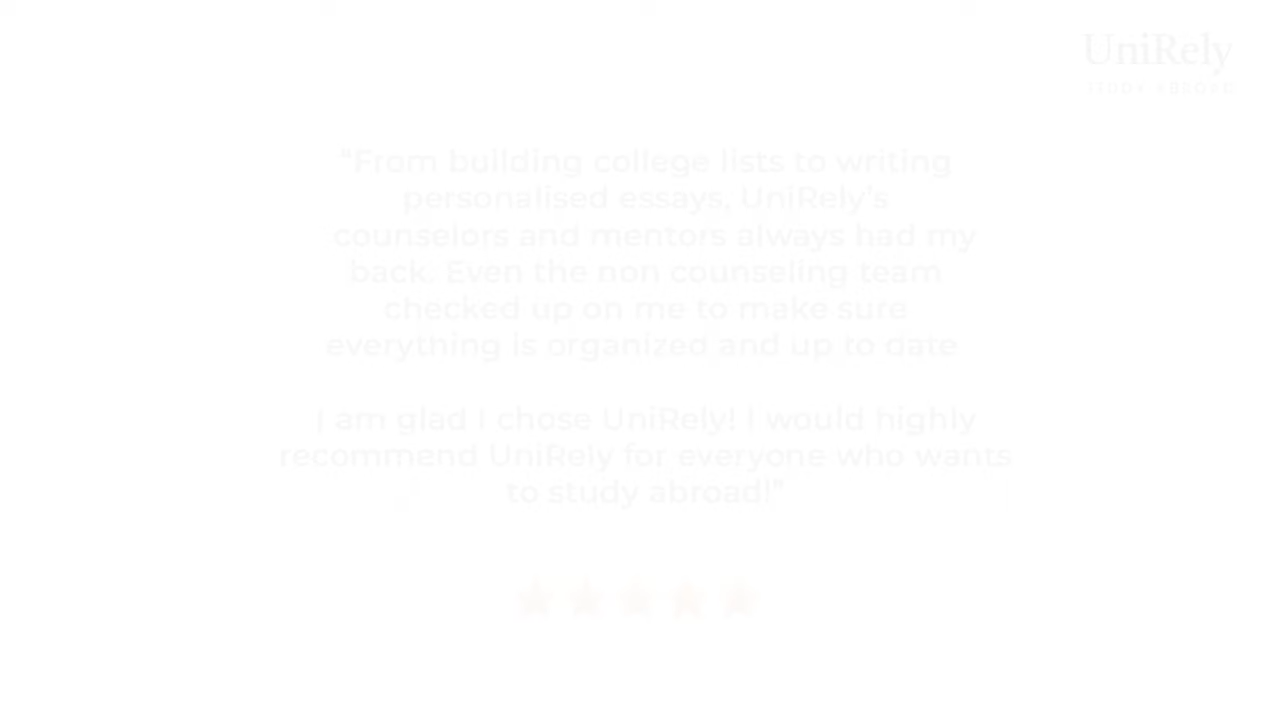 UniRely
STUDY ABROAD
“From building college lists to writing
personalised essays, UniRely’s
counselors and mentors always had my
back. Even the non counseling team
checked up on me to make sure
everything is organized and up to date
I am glad I chose UniRely! I would highly
recommend UniRely for everyone who wants
to study abroad!”